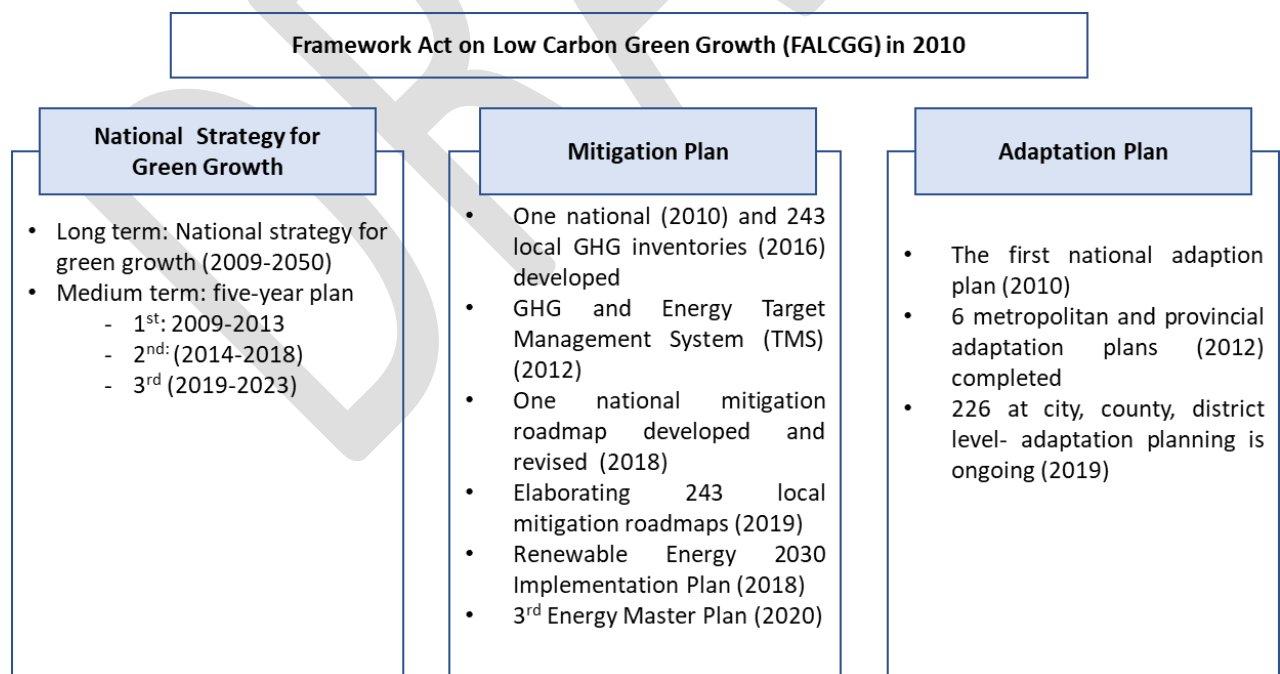 Framework Act on Low Carbon Green Growth (FALCGG) in 2010
National Strategy for
Green Growth
• Long term: National strategy for
green growth (2009-2050)
• Medium term: five-year plan
- 1st: 2009-2013
- 2nd: (2014-2018)
- 3rd (2019-2023)
Mitigation Plan
• One national (2010) and 243
local GHG inventories (2016)
developed
• GHG and Energy Target
Management System (TMS)
(2012)
• One national mitigation
roadmap developed and
revised (2018)
• Elaborating 243 local
mitigation roadmaps (2019)
• Renewable Energy 2030
Implementation Plan (2018)
• 3rd Energy Master Plan (2020)
Adaptation Plan
• The first national adaption
plan (2010)
• 6 metropolitan and provincial
adaptation plans (2012)
completed
• 226 at city, county, district
level- adaptation planning is
ongoing (2019)